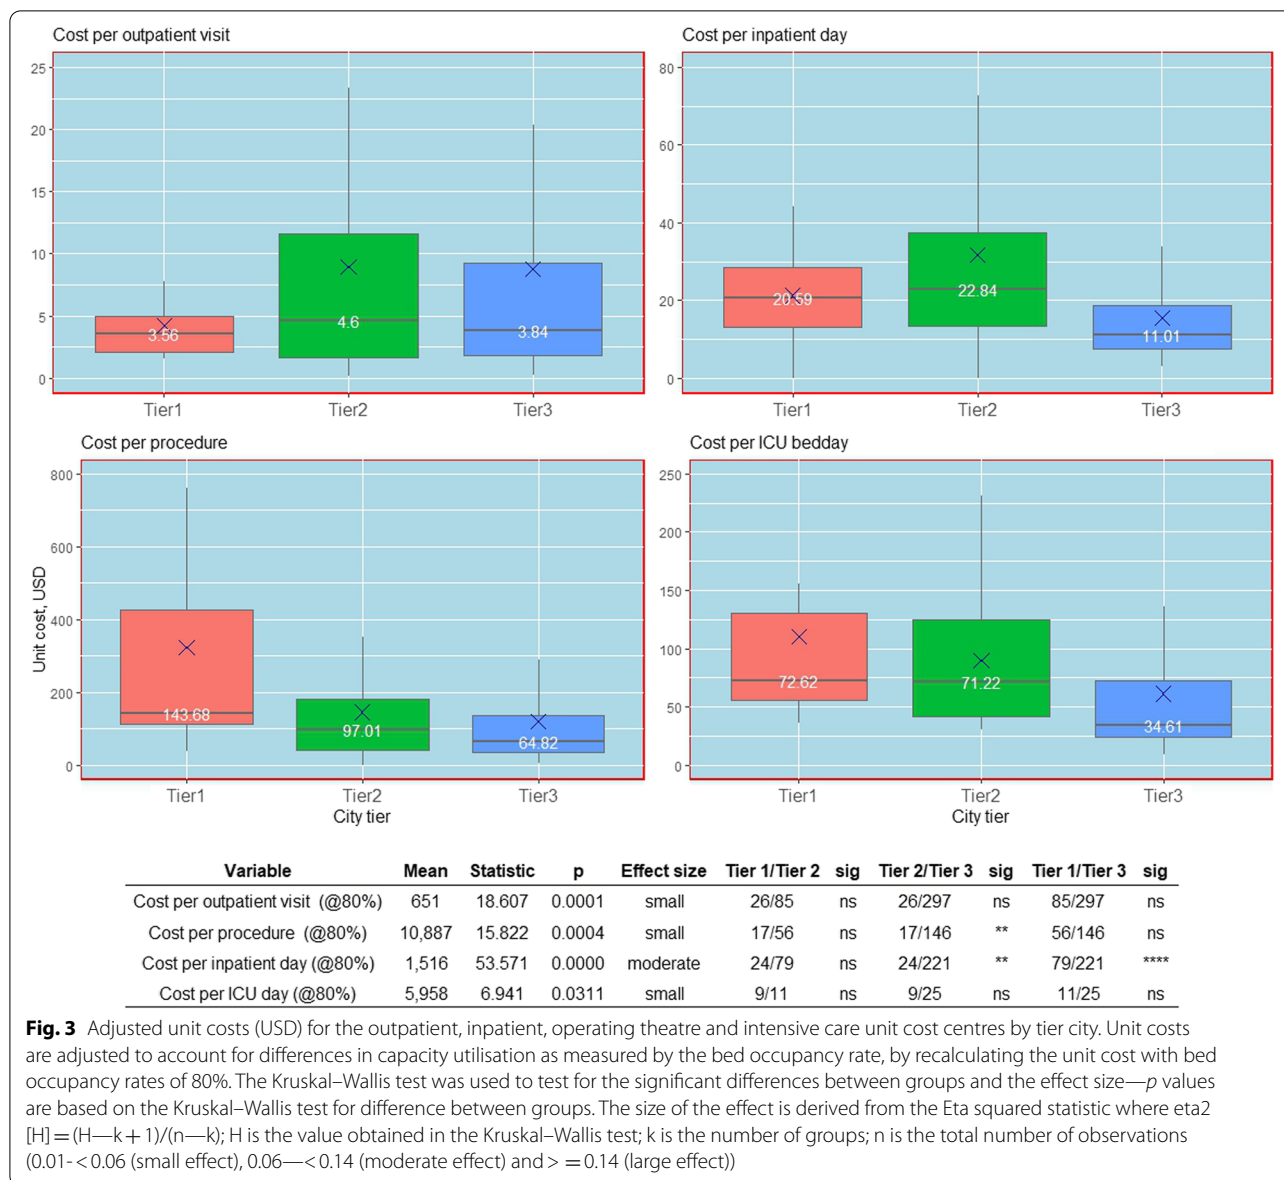 Cost per outpatient visit
25
20
15
10
5
0
3.56
4.6
3.84
Tier1 Tier2 Tier3
Cost per inpatient day
80
60
40
20
0
20.59
22.84
11.01
Tier1 Tier2 Tier3
Cost per procedure
Unit cost, USD
800
600
400
200
0
143.68
97.01
64.82
Tier1 Tier2 Tier3
City tier
Cost per ICU bedday
250
200
150
100
50
0
72.62
71.22
34.61
Tier1 Tier2 Tier3
City tier
Variable Mean Statistic p Effect size Tier 1/Tier 2 sig Tier 2/Tier 3 sig Tier 1/Tier 3 sig
Cost per outpatient visit (@80%) 651 18.607 0.0001 small 26/85 ns 26/297 ns 85/297 ns
Cost per procedure (@80%) 10,887 15.822 0.0004 small 17/56 ns 17/146 ** 56/146 ns
Cost per inpatient day (@80%) 1,516 53.571 0.0000 moderate 24/79 ns 24/221 ** 79/221 ****
Cost per ICU day (@80%) 5,958 6.941 0.0311 small 9/11 ns 9/25 ns 11/25 ns
Fig. 3 Adjusted unit costs (USD) for the outpatient, inpatient, operating theatre and intensive care unit cost centres by tier city. Unit costs
are adjusted to account for differences in capacity utilisation as measured by the bed occupancy rate, by recalculating the unit cost with bed
occupancy rates of 80%. The Kruskal–Wallis test was used to test for the significant differences between groups and the effect size—p values
are based on the Kruskal–Wallis test for difference between groups. The size of the effect is derived from the Eta squared statistic where eta2
[H] = (H—k + 1)/(n—k); H is the value obtained in the Kruskal–Wallis test; k is the number of groups; n is the total number of observations
(0.01- < 0.06 (small effect), 0.06—< 0.14 (moderate effect) and > = 0.14 (large effect))